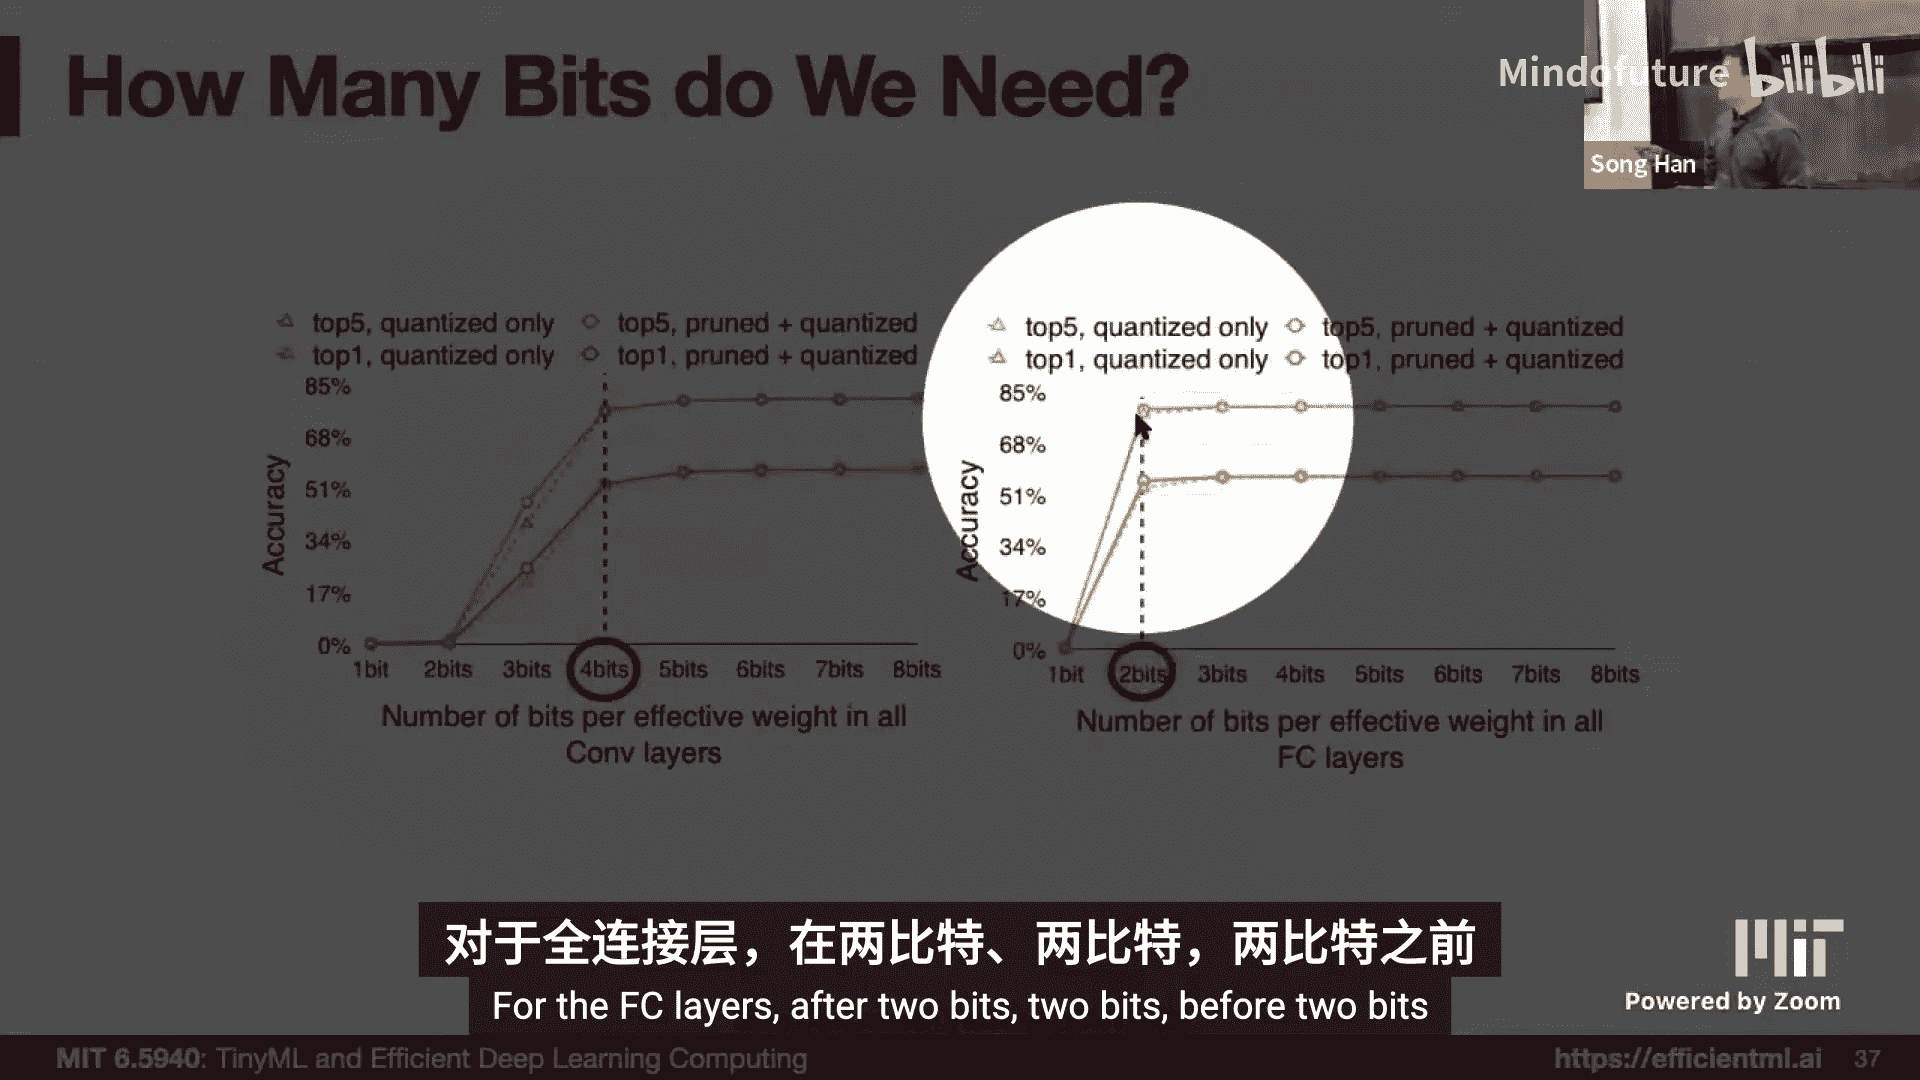 How Many Bits do We Need?
Mindofuture bilibili
Song Han
top5, quantized only top5, pruned + quantized
top1, quantized only top1, pruned + quantized
85%
68%
51%
34%
17%
0%
Accuracy
1bit 2bits 3bits 4bits 5bits 6bits 7bits 8bits
Number of bits per effective weight in all
Conv layers
top5, quantized only top5, pruned + quantized
top1, quantized only top1, pruned + quantized
85%
68%
51%
34%
17%
0%
Accuracy
1bit 2bits 3bits 4bits 5bits 6bits 7bits 8bits
Number of bits per effective weight in all
FC layers
对于全连接层，在两比特、两比特，两比特之前
For the FC layers, after two bits, two bits, before two bits
MIT
Powered by Zoom
MIT 6.5940: TinyML and Efficient Deep Learning Computing
https://efficientml.ai 37